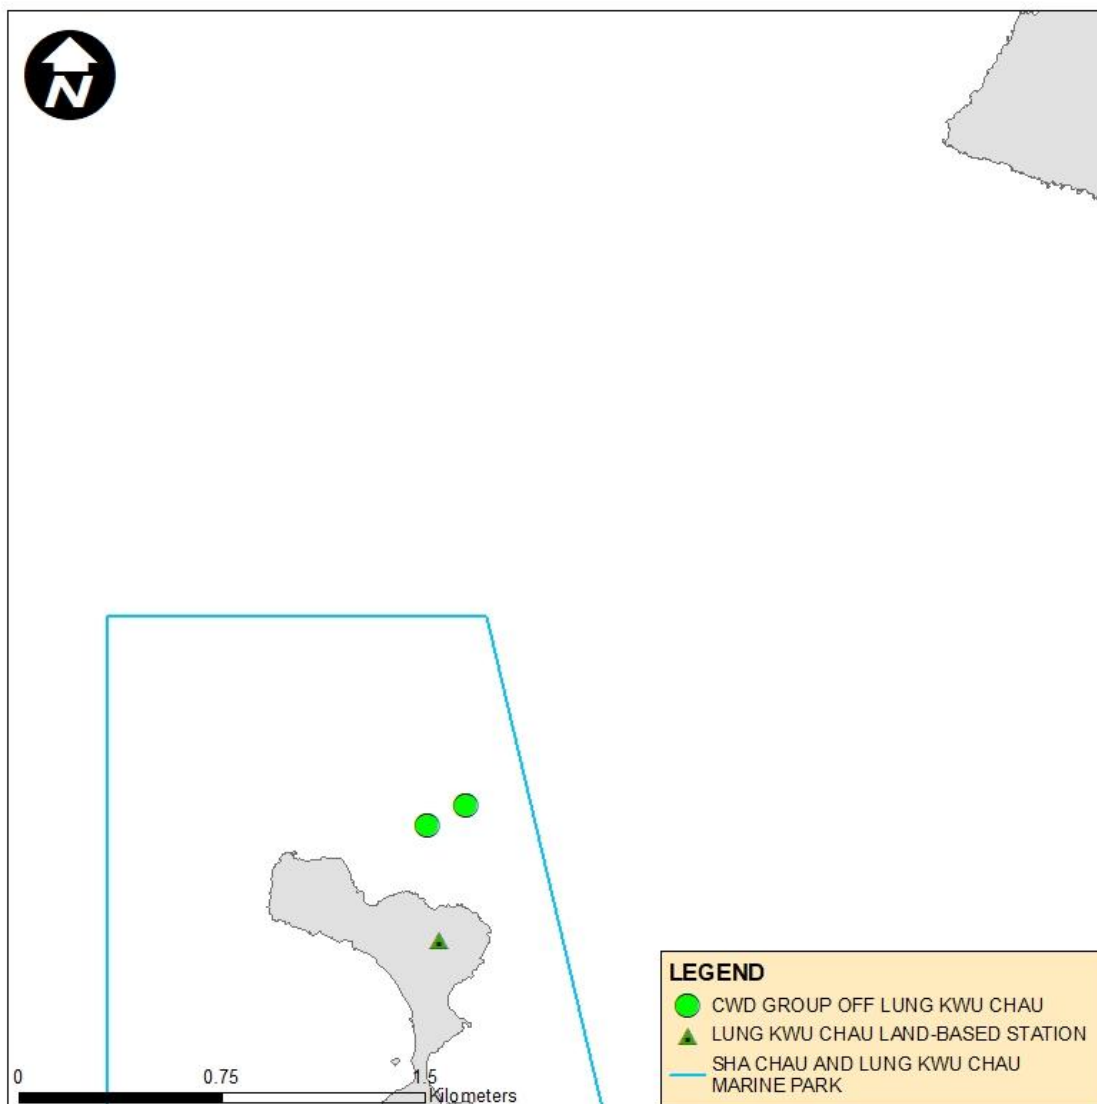 N
LEGEND
CWD GROUP OFF LUNG KWU CHAU
LUNG KWU CHAU LAND-BASED STATION
SHA CHAU AND LUNG KWU CHAU
MARINE PARK
0 0.75 1.5
Kilometers